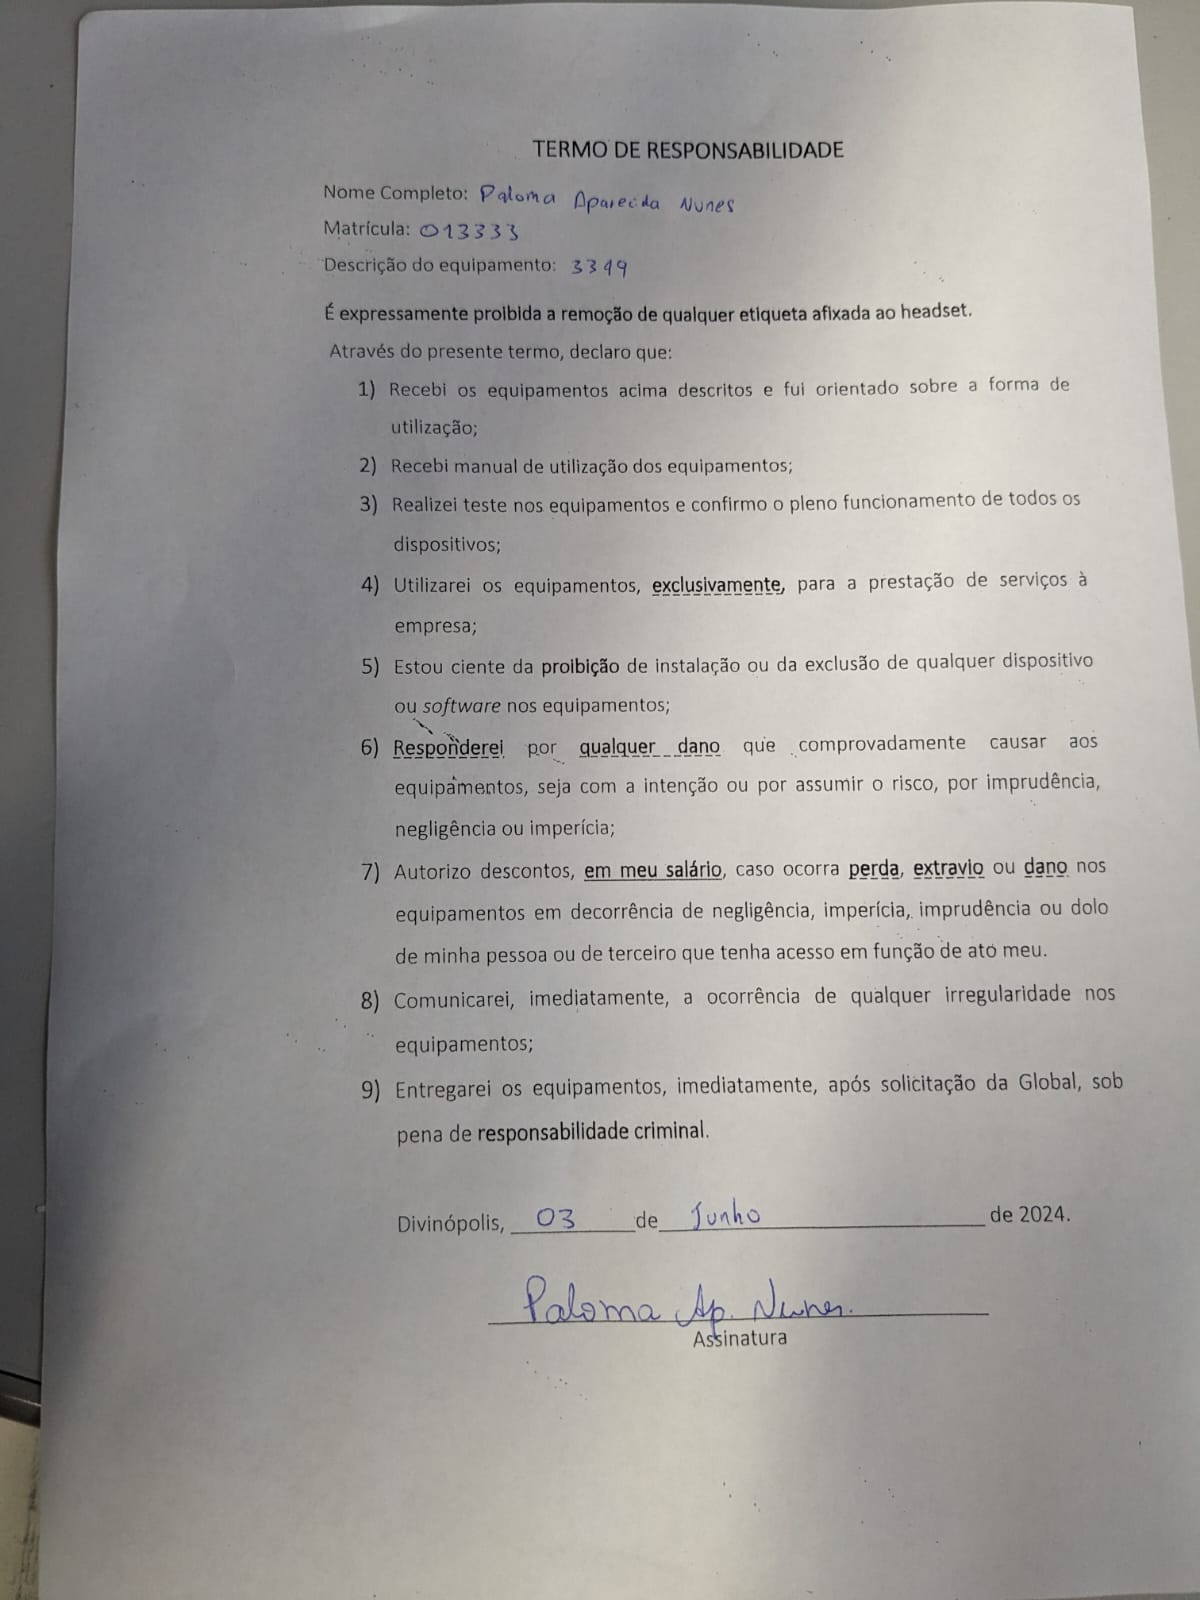 TERMO DE RESPONSABILIDADE
Nome Completo: Paloma Aparecida Nunes
Matrícula: 013333
Descrição do equipamento: 3399
É expressamente proibida a remoção de qualquer etiqueta afixada ao headset.
Através do presente termo, declaro que:
1) Recebi os equipamentos acima descritos e fui orientado sobre a forma de
utilização;
2) Recebi manual de utilização dos equipamentos;
3) Realizei teste nos equipamentos e confirmo o pleno funcionamento de todos os
dispositivos;
4) Utilizarei os equipamentos, exclusivamente, para a prestação de serviços à
empresa;
5) Estou ciente da proibição de instalação ou da exclusão de qualquer dispositivo
ou software nos equipamentos;
6) Responderei por qualquer dano que comprovadamente causar aos
equipamentos, seja com a intenção ou por assumir o risco, por imprudência,
negligência ou imperícia;
7) Autorizo descontos, em meu salário, caso ocorra perda, extravio ou dano nos
equipamentos em decorrência de negligência, imperícia, imprudência ou dolo
de minha pessoa ou de terceiro que tenha acesso em função de ato meu.
8) Comunicarei, imediatamente, a ocorrência de qualquer irregularidade nos
equipamentos;
9) Entregarei os equipamentos, imediatamente, após solicitação da Global, sob
pena de responsabilidade criminal.
Divinópolis, 03 de Junho de 2024.
Paloma Ap. Nunes.
Assinatura